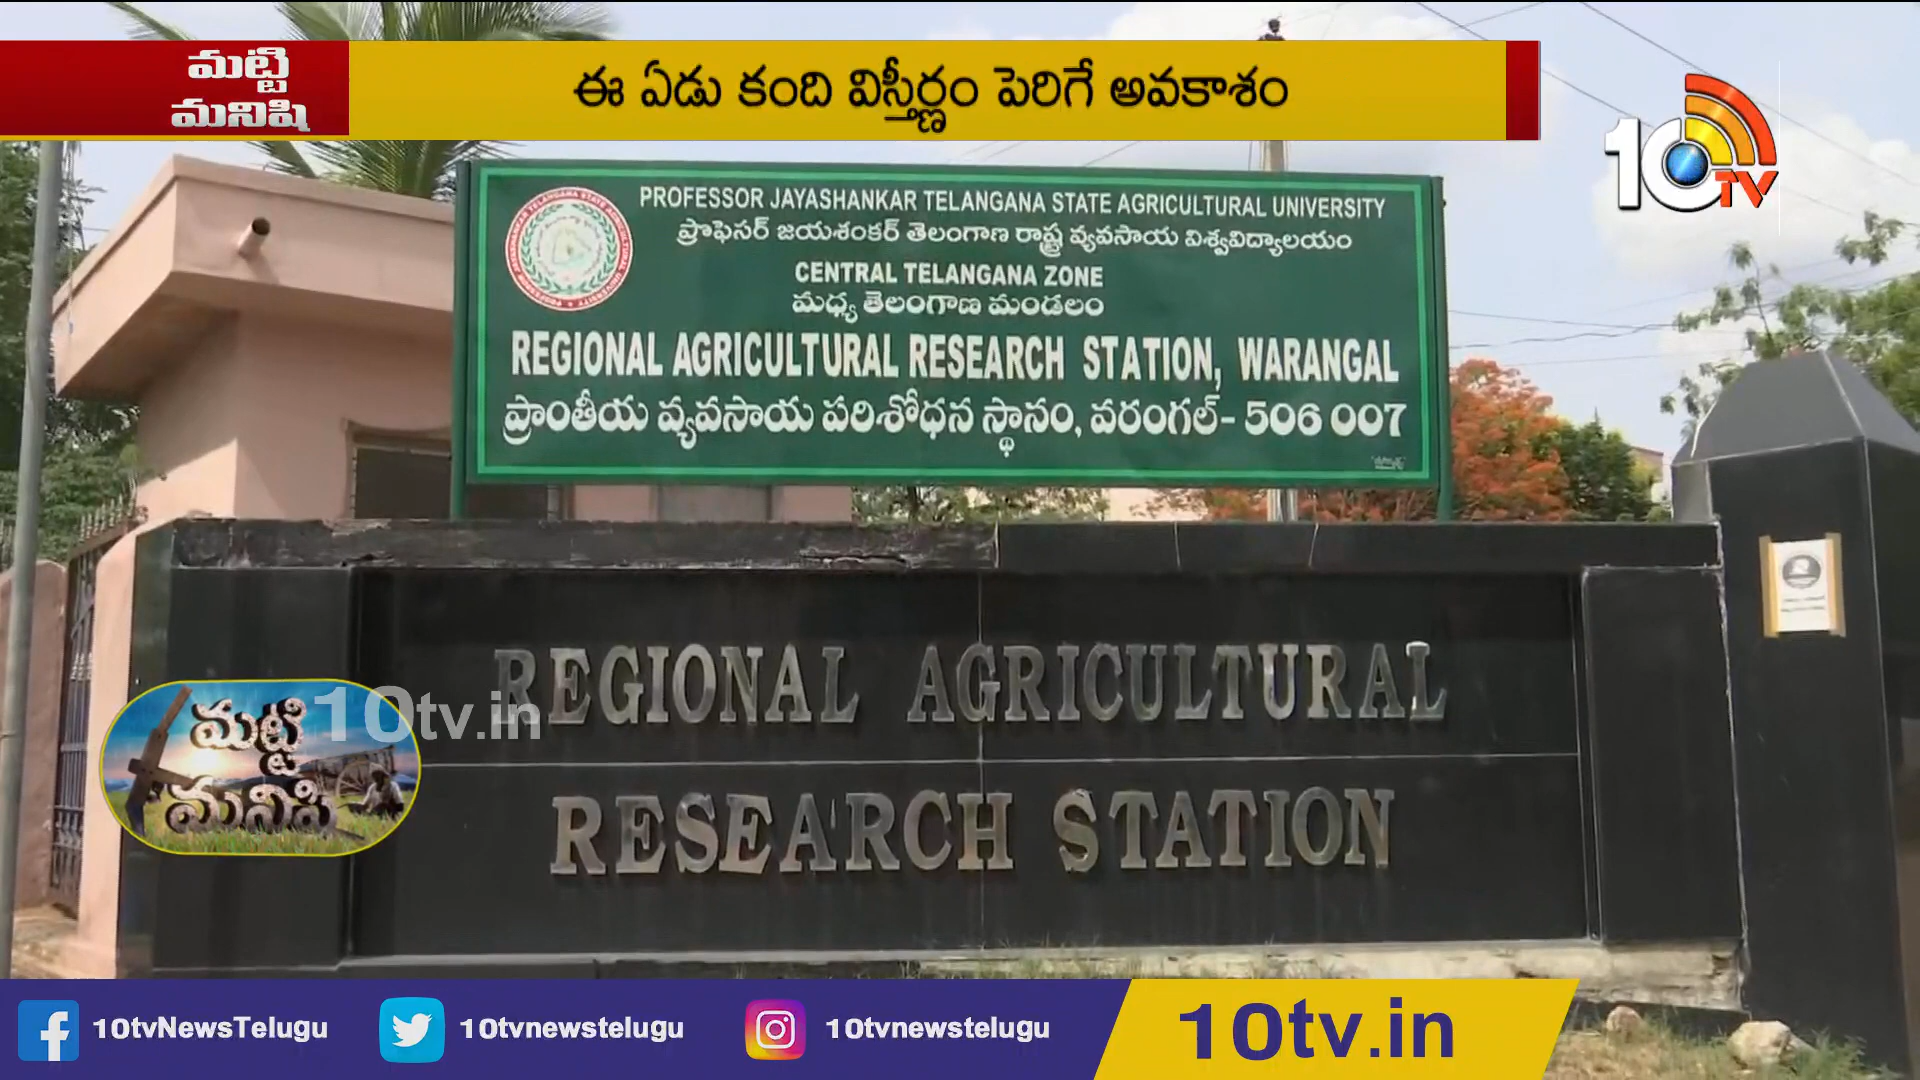 మట్టి
మనిషి
ఈ ఏడు కంది విస్తీర్ణం పెరిగే అవకాశం
10TV
PROFESSOR JAYASHANKAR TELANGANA STATE AGRICULTURAL UNIVERSITY
ప్రొఫెసర్ జయశంకర్ తెలంగాణ రాష్ట్ర వ్యవసాయ విశ్వవిద్యాలయం
CENTRAL TELANGANA ZONE
మధ్య తెలంగాణ మండలం
REGIONAL AGRICULTURAL RESEARCH STATION, WARANGAL
ప్రాంతీయ వ్యవసాయ పరిశోధన స్థానం, వరంగల్- 506 007
REGIONAL AGRICULTURAL
RESEARCH STATION
మట్టి
మనిషి
10tv.in
10tvNewsTelugu
10tvnewstelugu
10tvnewstelugu
10tv.in